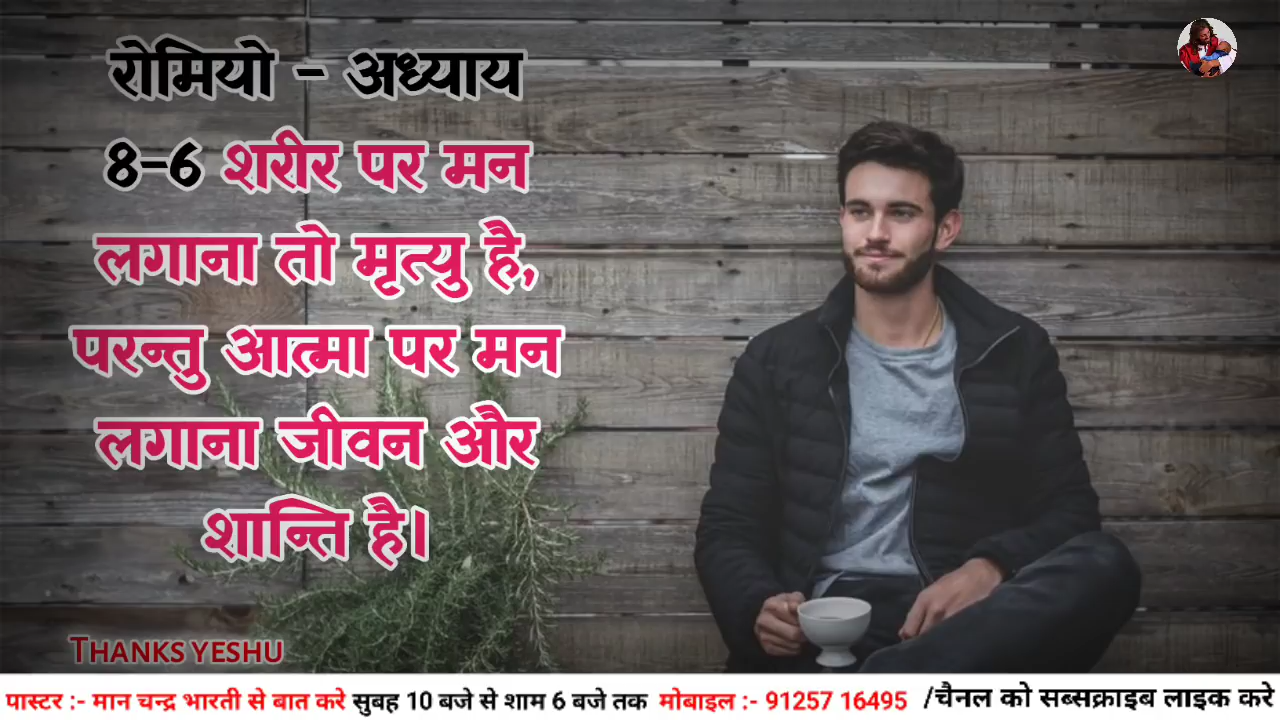 रोमियो - अध्याय
8-6 शरीर पर मन
लगाना तो मृत्यु है,
परन्तु आत्मा पर मन
लगाना जीवन और
शान्ति है।
THANKS YESHU
पास्टर :- मान चन्द्र भारती से बात करे सुबह 10 बजे से शाम 6 बजे तक मोबाइल :- 91257 16495 /चैनल को सब्सक्राइब लाइक करे